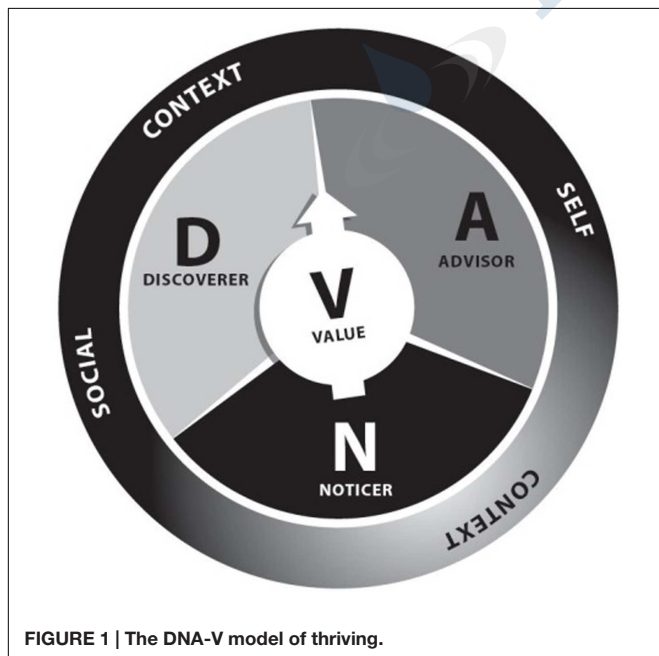 CONTEXT
SELF
D
DISCOVERER
A
ADVISOR
V
VALUE
SOCIAL
N
NOTICER
CONTEXT
FIGURE 1 | The DNA-V model of thriving.